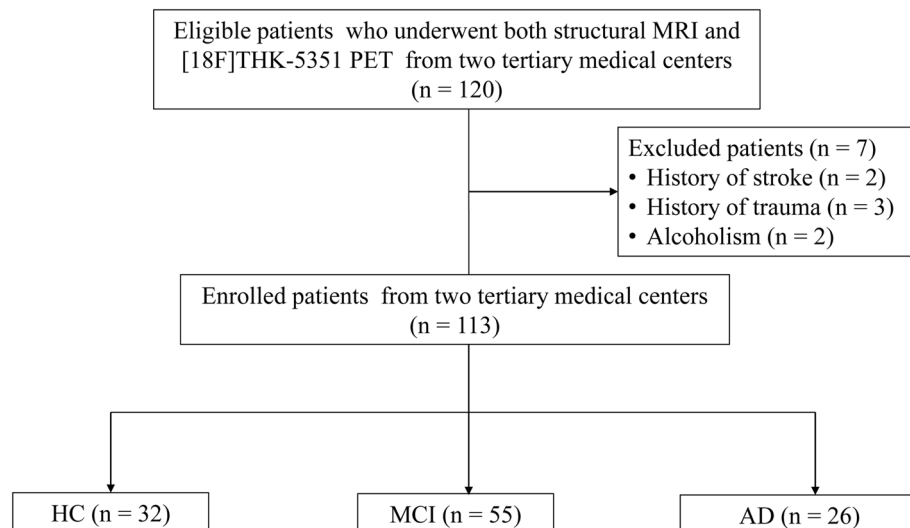 Eligible patients who underwent both structural MRI and
[18F]THK-5351 PET from two tertiary medical centers
(n = 120)
Excluded patients (n = 7)
• History of stroke (n = 2)
• History of trauma (n = 3)
• Alcoholism (n = 2)
Enrolled patients from two tertiary medical centers
(n = 113)
HC (n = 32)
MCI (n = 55)
AD (n = 26)